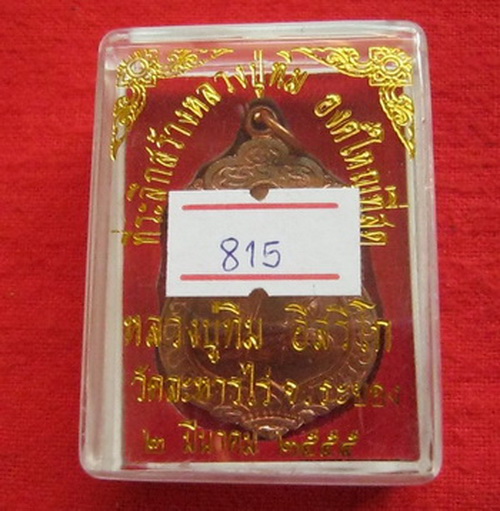 ที่ระลึกสร้างหลวงปู่ทิม องค์ใหญ่ที่สุด
815
หลวงปู่ทิม อิสริโก
วัดละหารไร่ จ.ระยอง
๒ มีนาคม ๒๕๕๕